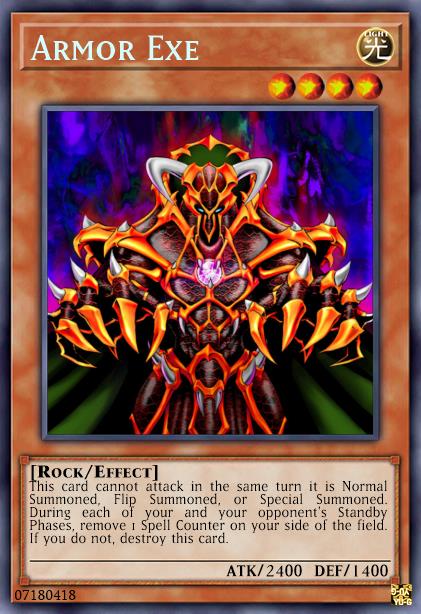 ARMOR EXE
LIGHT
光
[ROCK/EFFECT]
This card cannot attack in the same turn it is Normal
Summoned, Flip Summoned, or Special Summoned.
During each of your and your opponent's Standby
Phases, remove 1 Spell Counter on your side of the field.
If you do not, destroy this card.
ATK/2400 DEF/1400
07180418